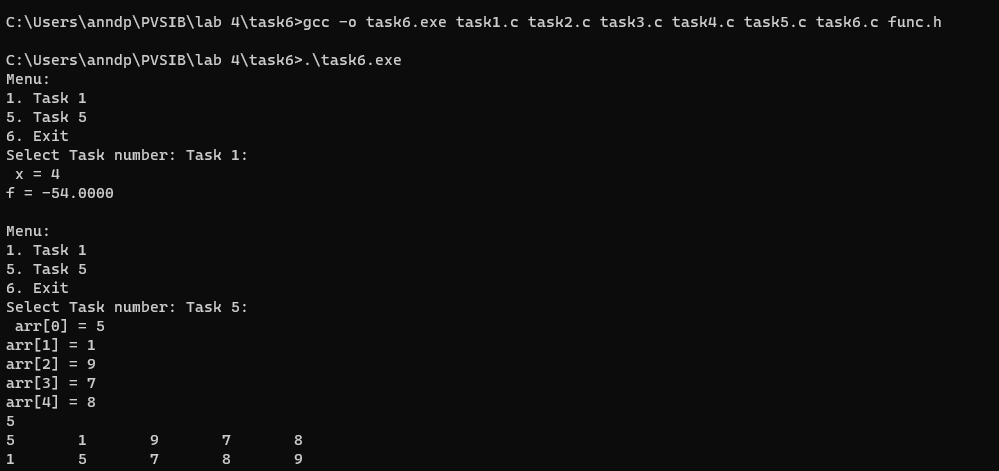 C:\Users\anndp\PVSIB\lab 4\task6>gcc -o task6.exe task1.c task2.c task3.c task4.c task5.c task6.c func.h
C:\Users\anndp\PVSIB\lab 4\task6>.\task6.exe
Menu:
1. Task 1
5. Task 5
6. Exit
Select Task number: Task 1:
x = 4
f = -54.0000
Menu:
1. Task 1
5. Task 5
6. Exit
Select Task number: Task 5:
arr[0] = 5
arr[1] = 1
arr[2] = 9
arr[3] = 7
arr[4] = 8
5
5 1 9 7 8
1 5 7 8 9